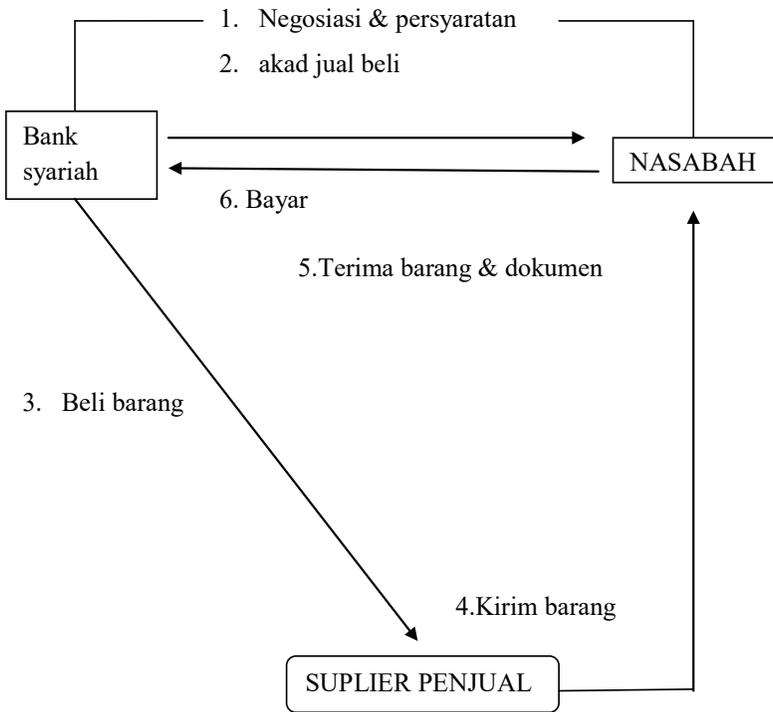 1. Negosiasi & persyaratan
2. akad jual beli
Bank
syariah
NASABAH
6. Bayar
5.Terima barang & dokumen
3. Beli barang
4.Kirim barang
SUPLIER PENJUAL